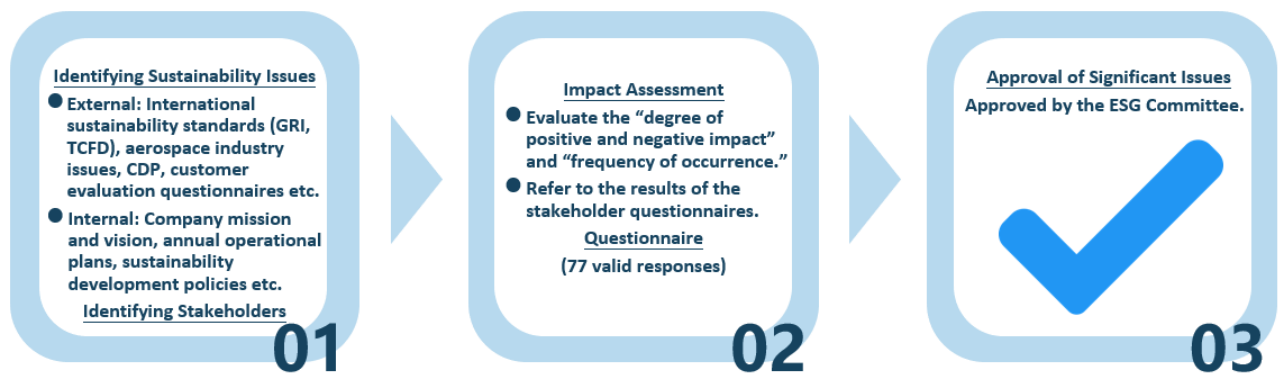 Identifying Sustainability Issues
● External: International
sustainability standards (GRI,
TCFD), aerospace industry
issues, CDP, customer
evaluation questionnaires etc.
● Internal: Company mission
and vision, annual operational
plans, sustainability
development policies etc.
Identifying Stakeholders
01
Impact Assessment
● Evaluate the “degree of
positive and negative impact”
and “frequency of occurrence.”
● Refer to the results of the
stakeholder questionnaires.
Questionnaire
(77 valid responses)
02
Approval of Significant Issues
Approved by the ESG Committee.
03